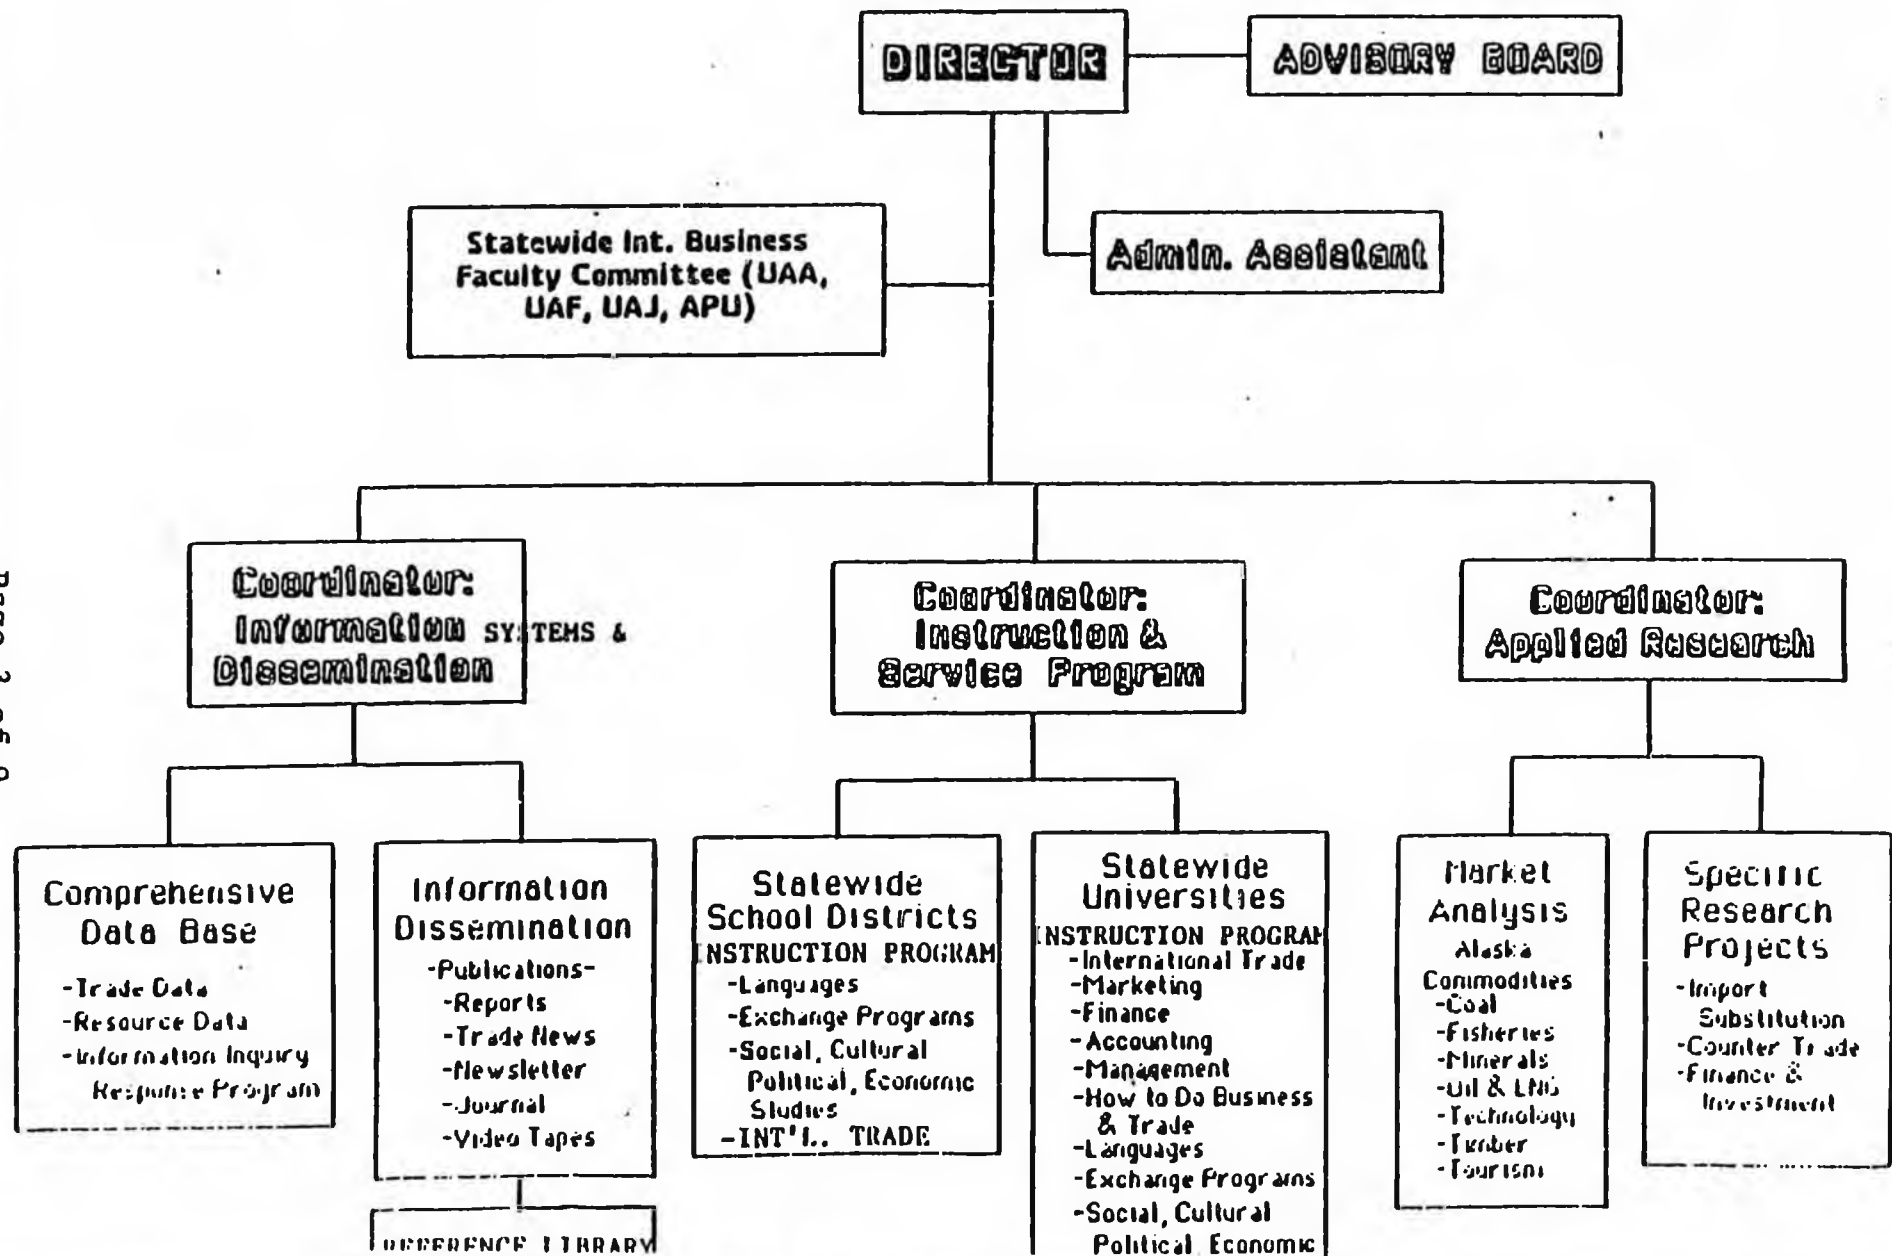 DIRECTOR
ADVISORY BOARD
Statewide Int. Business
Faculty Committee (UAA,
UAF, UAJ, APU)
Admin. Assistant
Coordinator:
Information SYSTEMS &
Dissemination
Coordinator:
Instruction &
Service Program
Coordinator:
Applied Research
Comprehensive
Data Base
-Trade Data
-Resource Data
-Information Inquiry
Response Program
Information
Dissemination
-Publications-
-Reports
-Trade News
-Newsletter
-Journal
-Video Tapes
REFERENCE LIBRARY
Statewide
School Districts
INSTRUCTION PROGRAM
-Languages
-Exchange Programs
-Social, Cultural
Political, Economic
Studies
-INT'L. TRADE
Statewide
Universities
INSTRUCTION PROGRAM
-International Trade
-Marketing
-Finance
-Accounting
-Management
-How to Do Business
& Trade
-Languages
-Exchange Programs
-Social, Cultural
Political Economic
Market
Analysis
Alaska
Commodities
-Coal
-Fisheries
-Minerals
-Oil & LNG
-Technology
-Timber
-Tourism
Specific
Research
Projects
-Import
Substitution
-Counter Trade
-Finance &
Investment